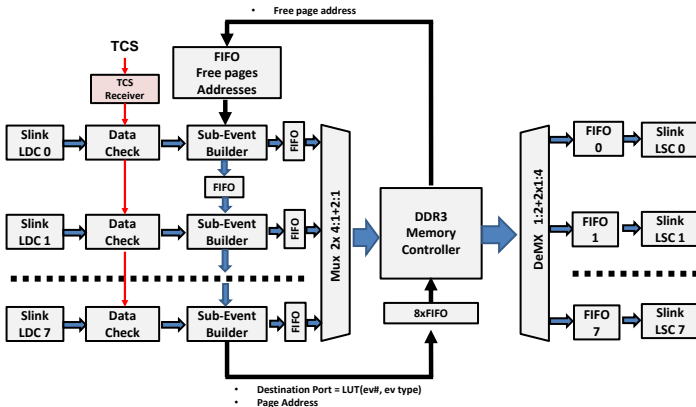 • Free page address
TCS
FIFO
Free pages
Addresses
TCS
Receiver
Slink
LDC 0
Data
Check
Sub-Event
Builder
FIFO
FIFO
Slink
LDC 1
Data
Check
Sub-Event
Builder
FIFO
Slink
LDC 7
Data
Check
Sub-Event
Builder
FIFO
Mux 2x 4:1+2:1
DDR3
Memory
Controller
8xFIFO
DeMX 1:2+2x1:4
FIFO
0
Slink
LSC 0
FIFO
1
Slink
LSC 1
FIFO
7
Slink
LSC 7
• Destination Port = LUT(ev#, ev type)
• Page Address